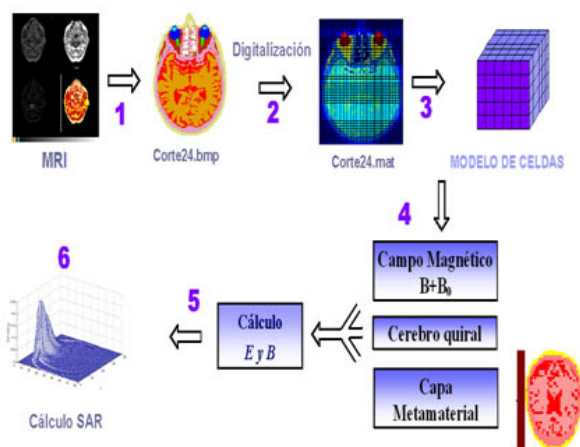 Digitalización
1
2
3
MRI
Corte24.bmp
Corte24.mat
MODELO DE CELDAS
4
Campo Magnético
B+B₀
Cerebro quiral
Capa
Metamaterial
5
Cálculo
E y B
6
Cálculo SAR